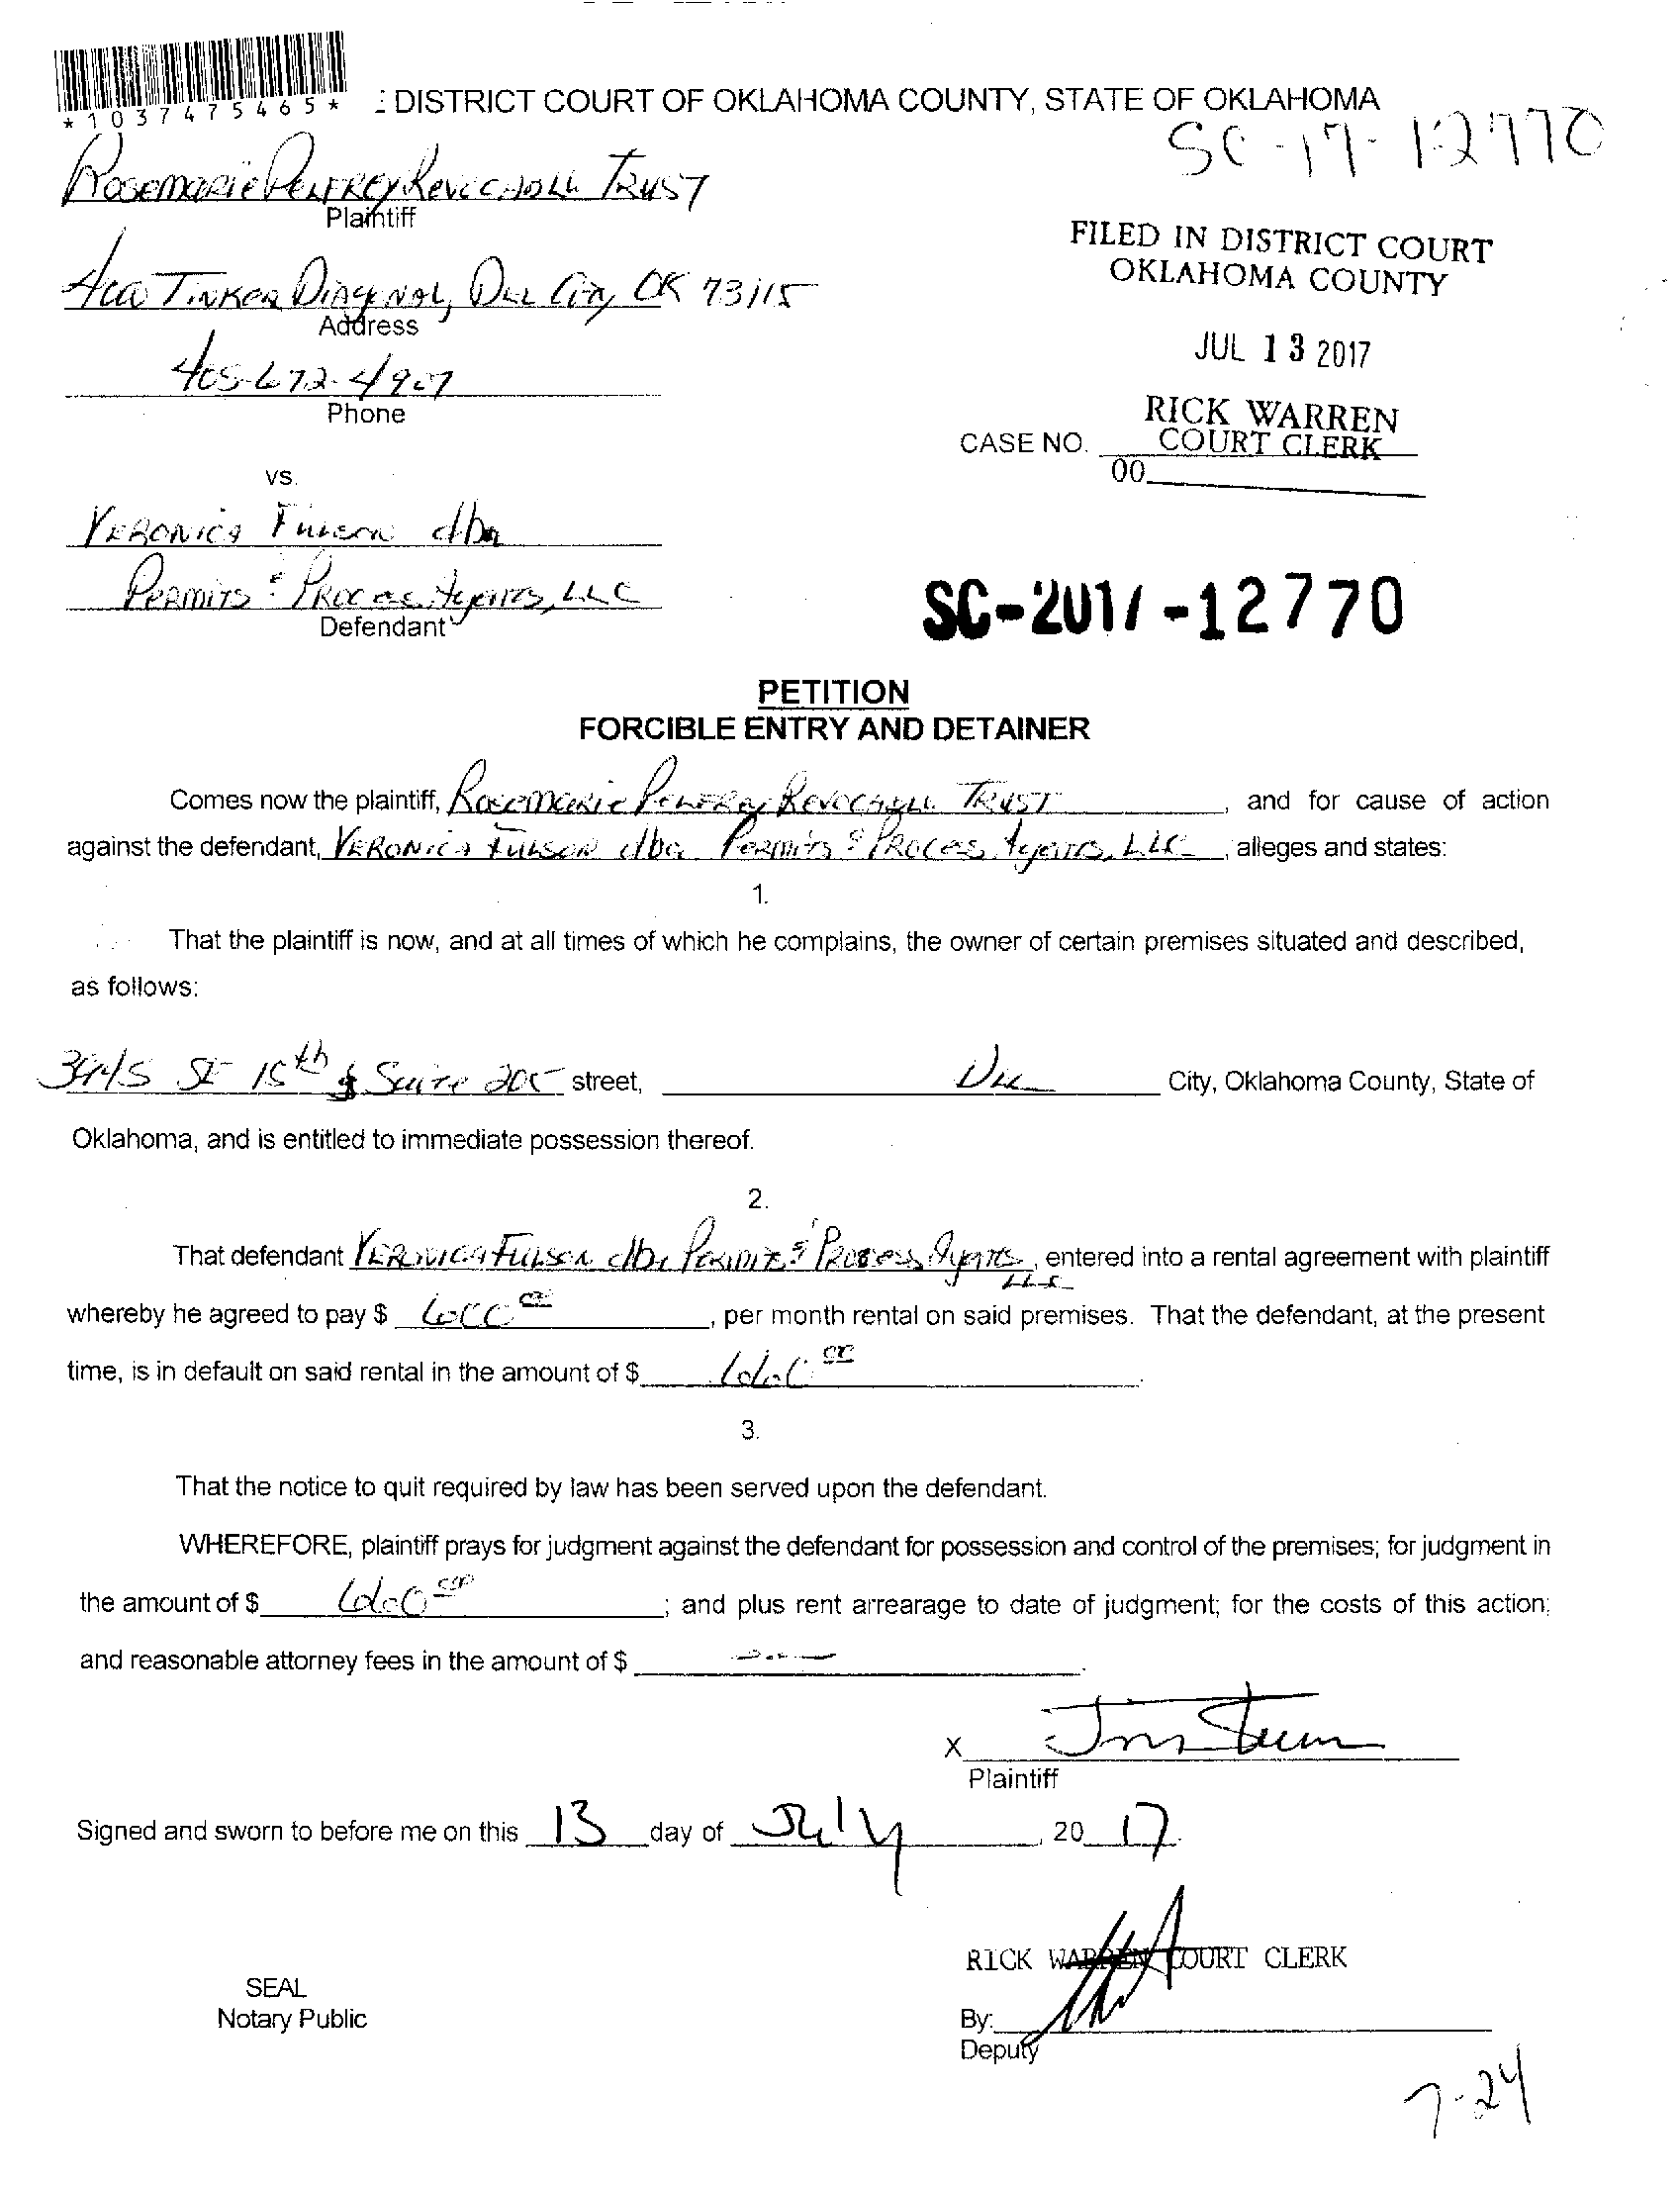 *1037475465*
DISTRICT COURT OF OKLAHOMA COUNTY, STATE OF OKLAHOMA
SC-17-12770
ROSEMARIE PELFREY REVOCABLE TRUST
Plaintiff
FILED IN DISTRICT COURT
OKLAHOMA COUNTY
TINKER DIAGONAL, DEL CITY, OK 73115
Address
JUL 13 2017
405-672-4907
Phone
RICK WARREN
CASE NO. COURT CLERK
00
vs.
VERONICA FULSON dba
PERMITS & PROCESS AGENTS, LLC
Defendant
SC-2017-12770
PETITION
FORCIBLE ENTRY AND DETAINER
Comes now the plaintiff, ROSEMARIE PELFREY REVOCABLE TRUST, and for cause of action
against the defendant, VERONICA FULSON dba PERMITS & PROCESS AGENTS, LLC, alleges and states:
1.
That the plaintiff is now, and at all times of which he complains, the owner of certain premises situated and described,
as follows:
SE 15th SUITE street, DEL City, Oklahoma County, State of
Oklahoma, and is entitled to immediate possession thereof.
2.
That defendant VERONICA FULSON dba PERMITS & PROCESS AGENTS LLC, entered into a rental agreement with plaintiff
whereby he agreed to pay $ 600 00, per month rental on said premises. That the defendant, at the present
time, is in default on said rental in the amount of $
3.
That the notice to quit required by law has been served upon the defendant.
WHEREFORE, plaintiff prays for judgment against the defendant for possession and control of the premises; for judgment in
the amount of $ ; and plus rent arrearage to date of judgment; for the costs of this action;
and reasonable attorney fees in the amount of $
X
Plaintiff
Signed and sworn to before me on this 13 day of July, 2017.
RICK WARREN COURT CLERK
SEAL
Notary Public
By:
Deputy
7-24